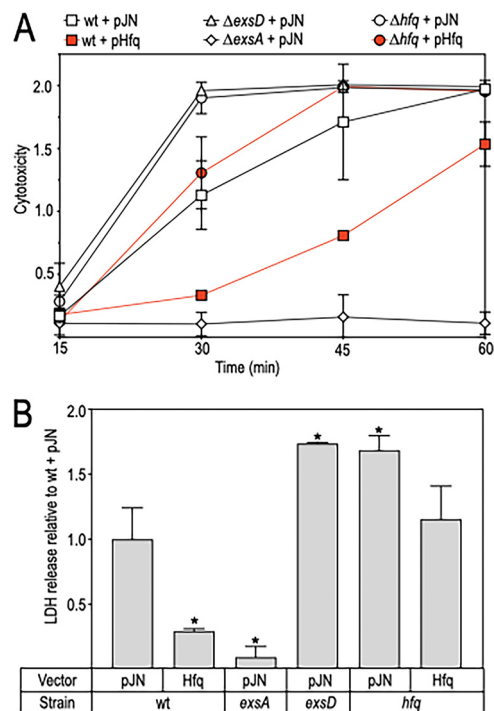 A
wt + pJN
ΔexsD + pJN
Δhfq + pJN
wt + pHfq
ΔexsA + pJN
Δhfq + pHfq
Cytotoxicity
2.0
1.5
1.0
0.5
15 30 45 60
Time (min)
B
LDH release relative to wt + pJN
2.0
1.5
1.0
0.5
* * * *
Vector pJN Hfq pJN pJN pJN Hfq
Strain wt exsA exsD hfq